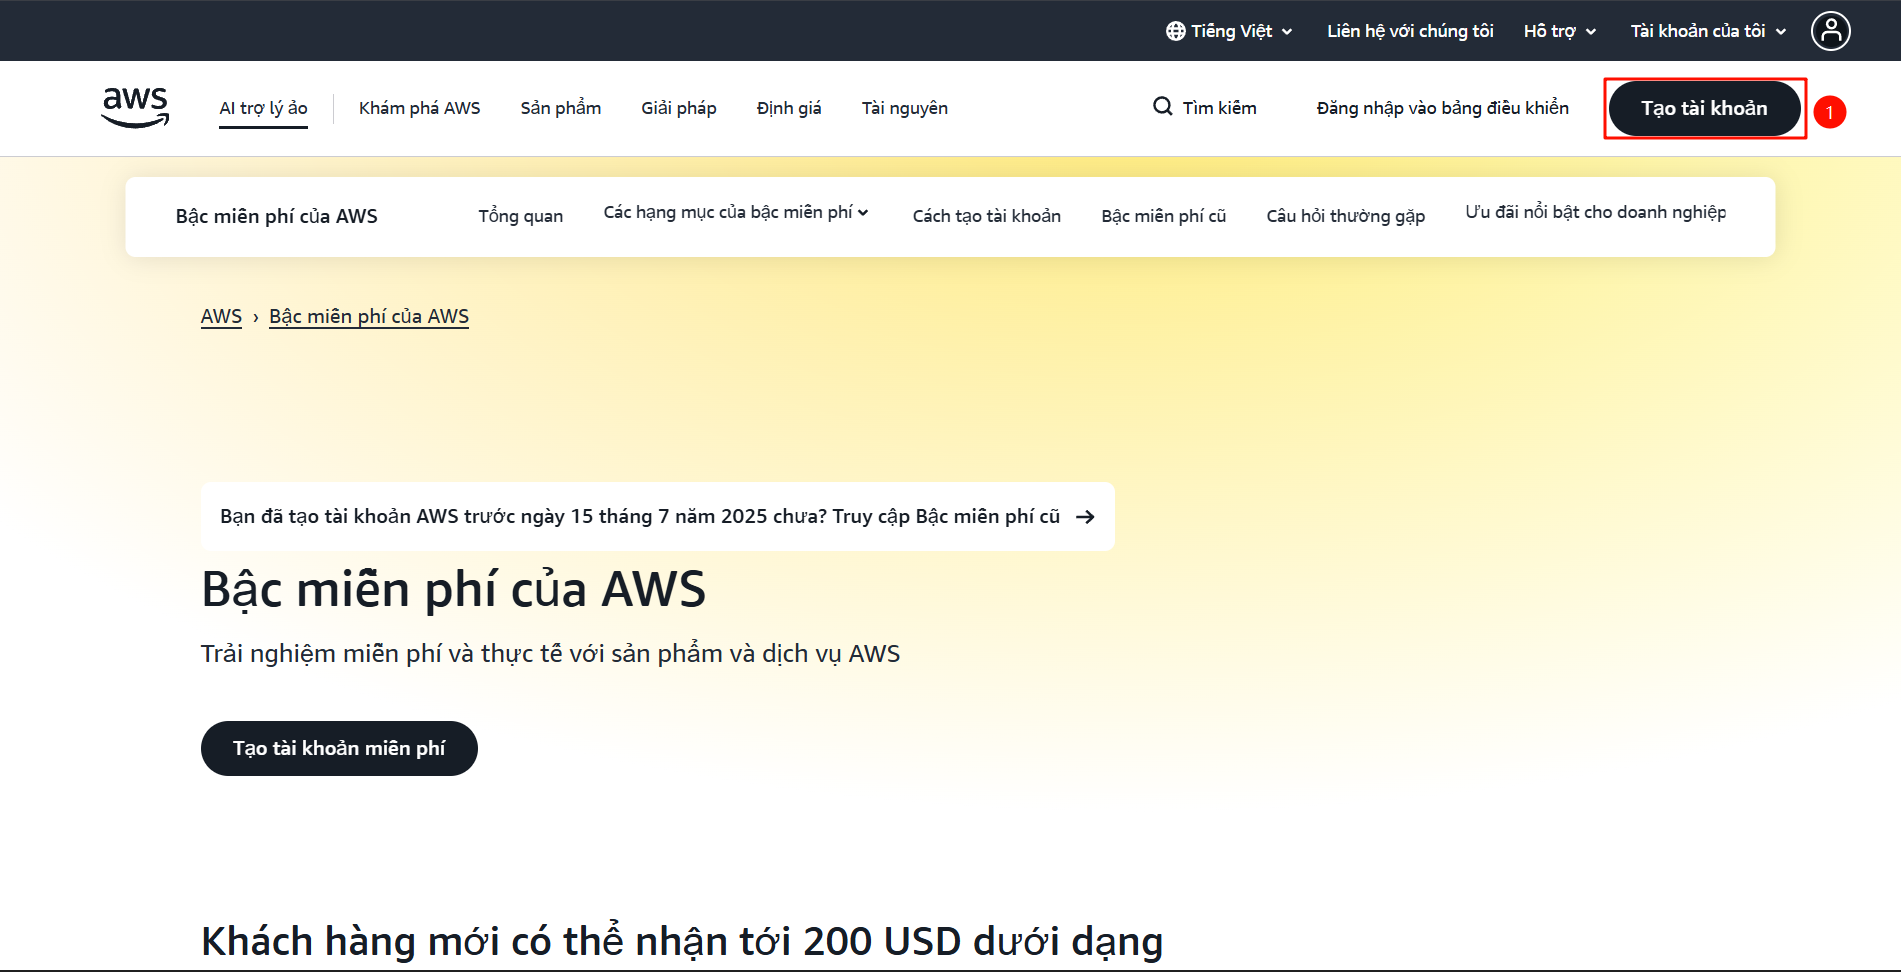 Tiếng Việt
Liên hệ với chúng tôi
Hỗ trợ
Tài khoản của tôi
aws
AI trợ lý ảo
Khám phá AWS
Sản phẩm
Giải pháp
Định giá
Tài nguyên
Tìm kiếm
Đăng nhập vào bảng điều khiển
Tạo tài khoản
1
Bậc miễn phí của AWS
Tổng quan
Các hạng mục của bậc miễn phí
Cách tạo tài khoản
Bậc miễn phí cũ
Câu hỏi thường gặp
Ưu đãi nổi bật cho doanh nghiệp
AWS › Bậc miễn phí của AWS
Bạn đã tạo tài khoản AWS trước ngày 15 tháng 7 năm 2025 chưa? Truy cập Bậc miễn phí cũ →
Bậc miễn phí của AWS
Trải nghiệm miễn phí và thực tế với sản phẩm và dịch vụ AWS
Tạo tài khoản miễn phí
Khách hàng mới có thể nhận tới 200 USD dưới dạng